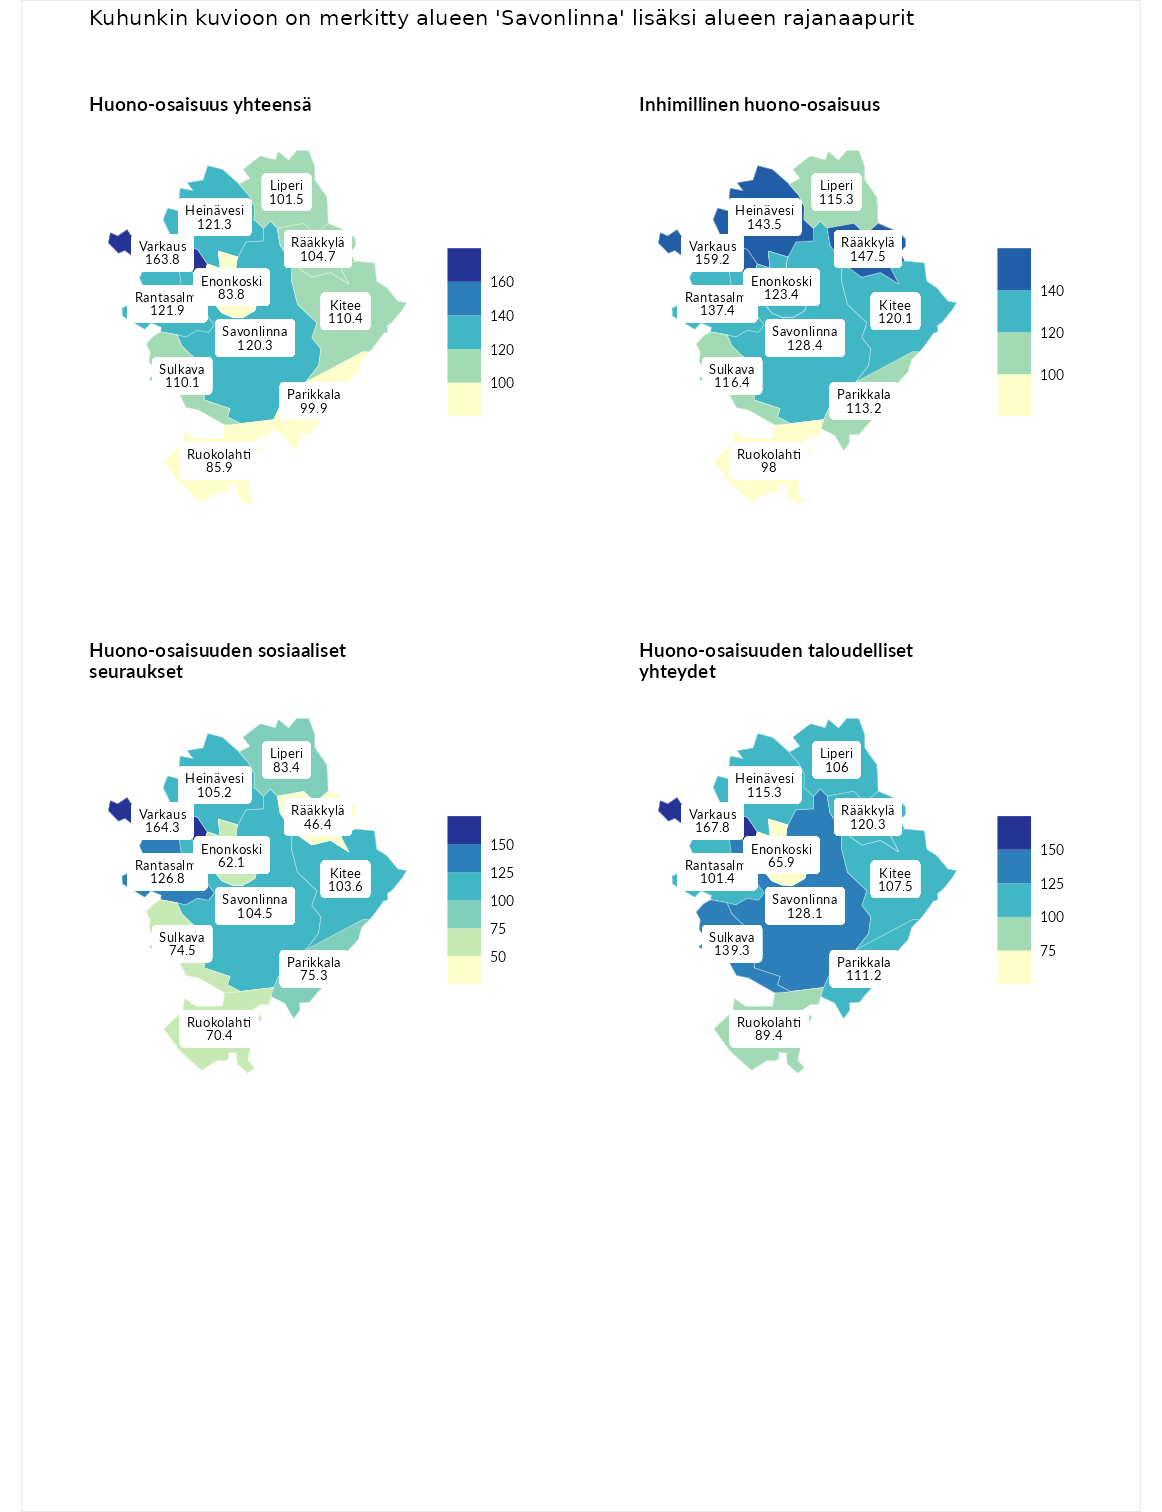 Kuhunkin kuvioon on merkitty alueen 'Savonlinna' lisäksi alueen rajanaapurit
Huono-osaisuus yhteensä
Liperi
101.5
Heinävesi
121.3
Rääkkylä
104.7
Varkaus
163.8
Enonkoski
83.8
Rantasalm
121.9
Kitee
110.4
Savonlinna
120.3
Sulkava
110.1
Parikkala
99.9
Ruokolahti
85.9
160
140
120
100
Inhimillinen huono-osaisuus
Liperi
115.3
Heinävesi
143.5
Rääkkylä
147.5
Varkaus
159.2
Enonkoski
123.4
Rantasalm
137.4
Kitee
120.1
Savonlinna
128.4
Sulkava
116.4
Parikkala
113.2
Ruokolahti
98
140
120
100
Huono-osaisuuden sosiaaliset
seuraukset
Liperi
83.4
Heinävesi
105.2
Rääkkylä
46.4
Varkaus
164.3
Enonkoski
62.1
Rantasalm
126.8
Kitee
103.6
Savonlinna
104.5
Sulkava
74.5
Parikkala
75.3
Ruokolahti
70.4
150
125
100
75
50
Huono-osaisuuden taloudelliset
yhteydet
Liperi
106
Heinävesi
115.3
Rääkkylä
120.3
Varkaus
167.8
Enonkoski
65.9
Rantasalm
101.4
Kitee
107.5
Savonlinna
128.1
Sulkava
139.3
Parikkala
111.2
Ruokolahti
89.4
150
125
100
75